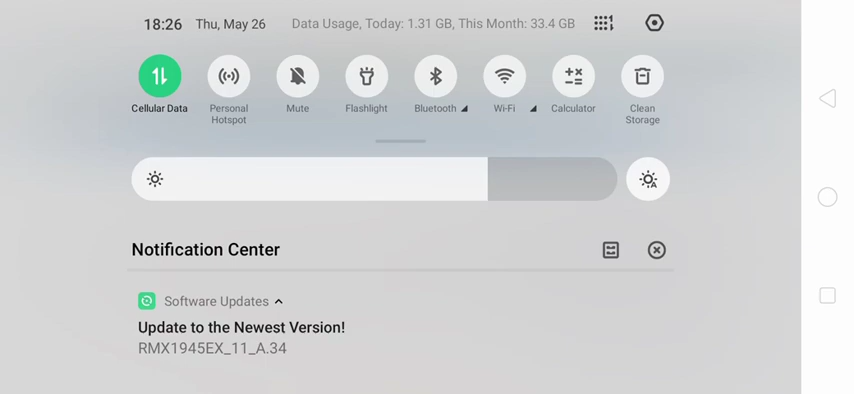 18:26 Thu, May 26 Data Usage, Today: 1.31 GB, This Month: 33.4 GB
Cellular Data
Personal Hotspot
Mute
Flashlight
Bluetooth
Wi-Fi
Calculator
Clean Storage
Notification Center
Software Updates
Update to the Newest Version!
RMX1945EX_11_A.34